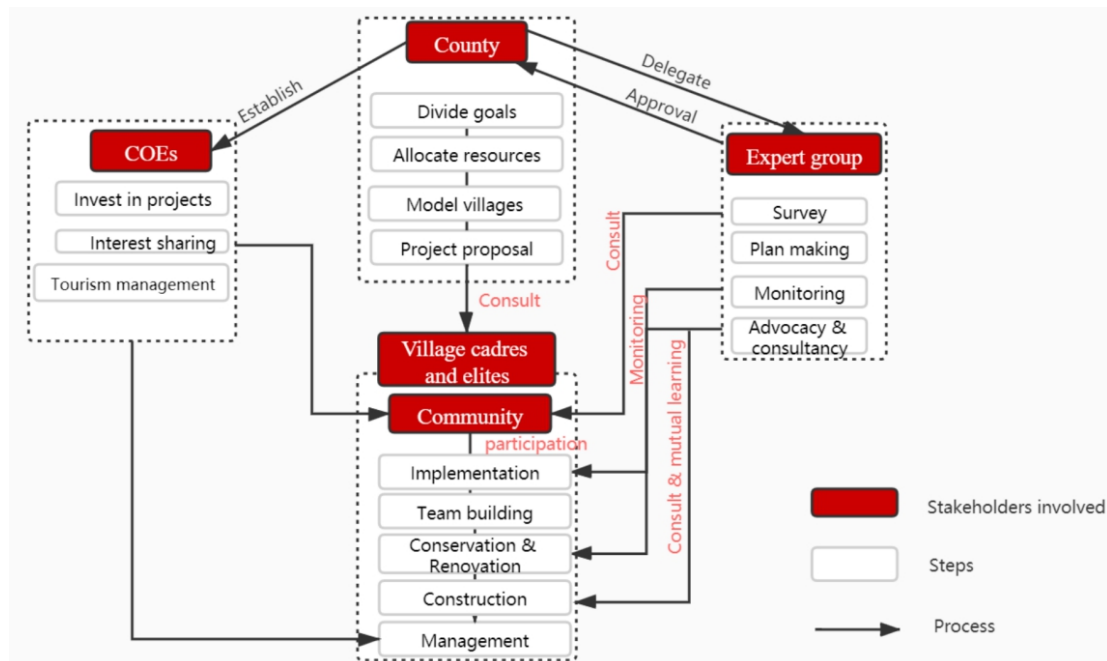 County
Divide goals
Allocate resources
Model villages
Project proposal
Establish
Delegate
Approval
COEs
Invest in projects
Interest sharing
Tourism management
Expert group
Survey
Plan making
Monitoring
Advocacy &
consultancy
Consult
Consult
Monitoring
Consult & mutual learning
Village cadres
and elites
Community
participation
Implementation
Team building
Conservation &
Renovation
Construction
Management
Stakeholders involved
Steps
Process